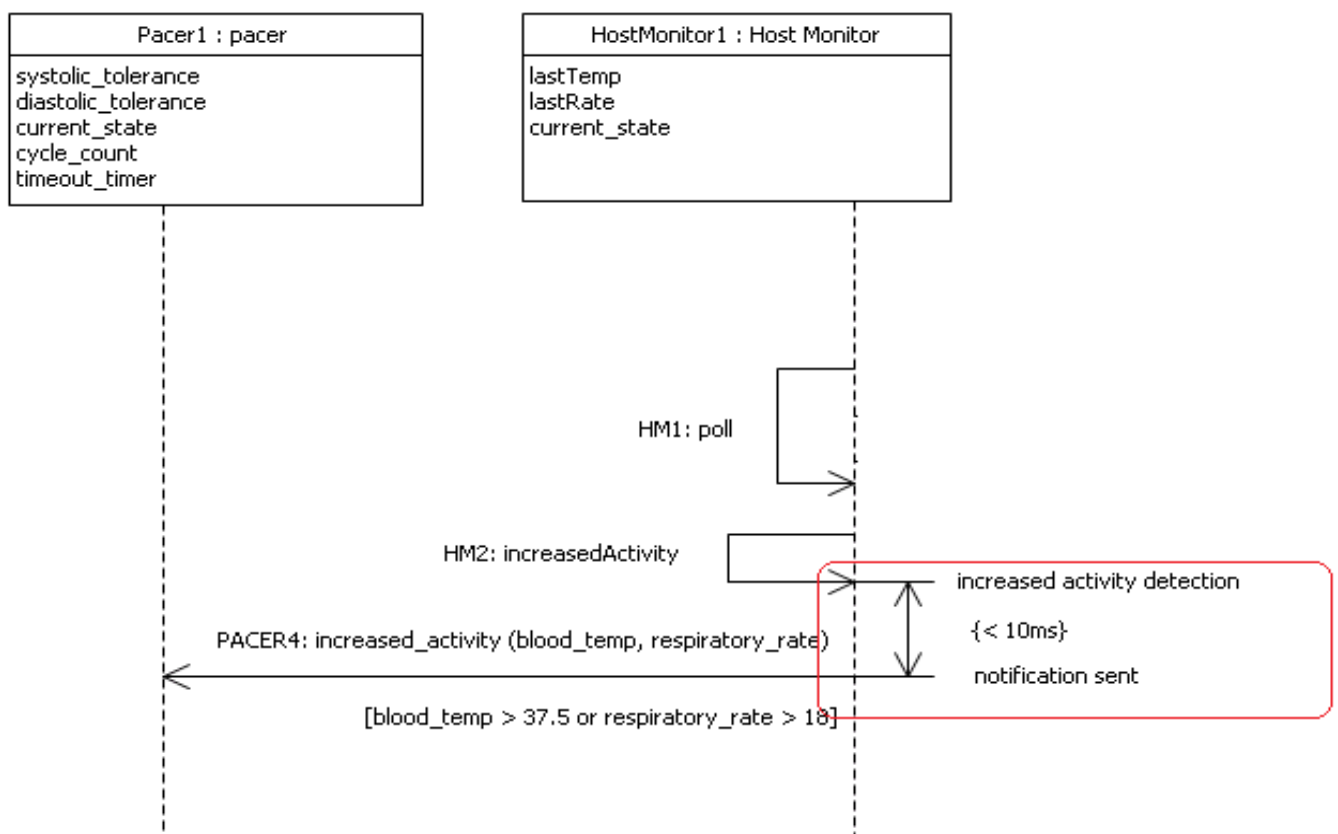 Pacer1 : pacer
systolic_tolerance
diastolic_tolerance
current_state
cycle_count
timeout_timer
HostMonitor1 : Host Monitor
lastTemp
lastRate
current_state
HM1: poll
HM2: increasedActivity
increased activity detection
{< 10ms}
PACER4: increased_activity (blood_temp, respiratory_rate)
notification sent
[blood_temp > 37.5 or respiratory_rate > 18]